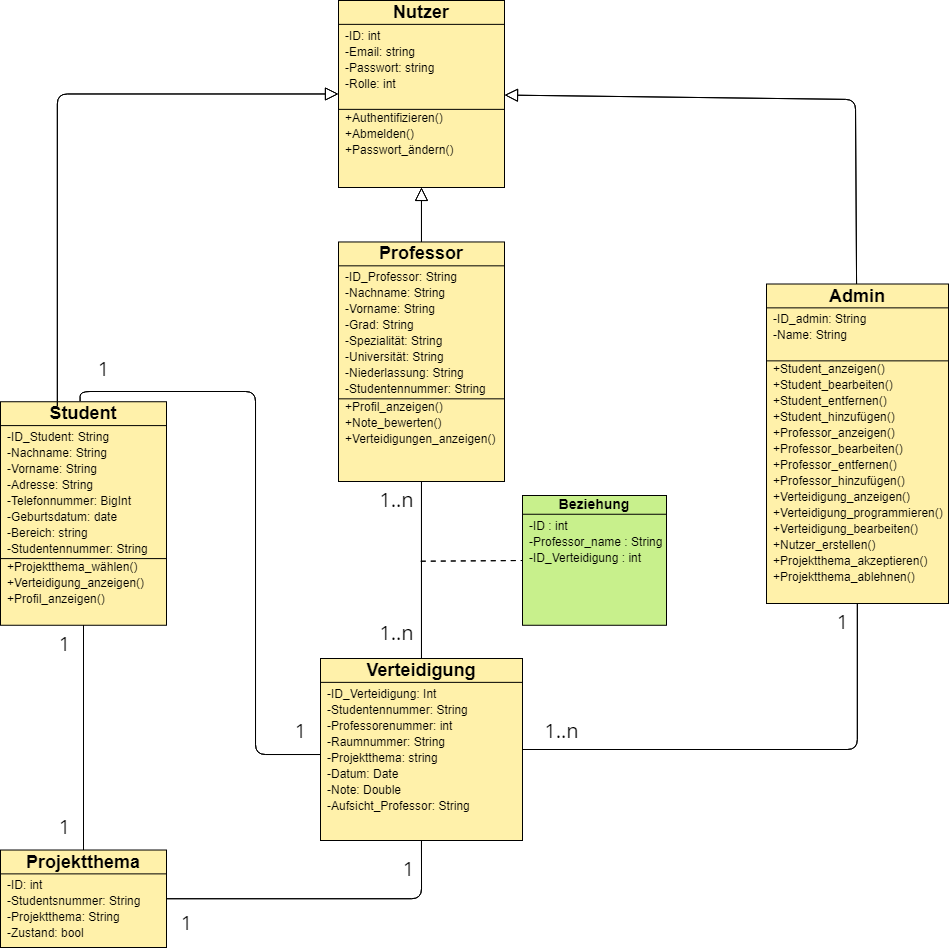 Nutzer
-ID: int
-Email: string
-Passwort: string
-Rolle: int
+Authentifizieren()
+Abmelden()
+Passwort_ändern()
Professor
-ID_Professor: String
-Nachname: String
-Vorname: String
-Grad: String
-Spezialität: String
-Universität: String
-Niederlassung: String
-Studentennummer: String
+Profil_anzeigen()
+Note_bewerten()
+Verteidigungen_anzeigen()
Admin
-ID_admin: String
-Name: String
+Student_anzeigen()
+Student_bearbeiten()
+Student_entfernen()
+Student_hinzufügen()
+Professor_anzeigen()
+Professor_bearbeiten()
+Professor_entfernen()
+Professor_hinzufügen()
+Verteidigung_anzeigen()
+Verteidigung_programmieren()
+Verteidigung_bearbeiten()
+Nutzer_erstellen()
+Projektthema_akzeptieren()
+Projektthema_ablehnen()
1
Student
-ID_Student: String
-Nachname: String
-Vorname: String
-Adresse: String
-Telefonnummer: BigInt
-Geburtsdatum: date
-Bereich: string
-Studentennummer: String
+Projektthema_wählen()
+Verteidigung_anzeigen()
+Profil_anzeigen()
1..n
Beziehung
-ID : int
-Professor_name : String
-ID_Verteidigung : int
1..n
1
1
Verteidigung
-ID_Verteidigung: Int
-Studentennummer: String
-Professorenummer: int
-Raumnummer: String
-Projektthema: string
-Datum: Date
-Note: Double
-Aufsicht_Professor: String
1
1..n
1
1
Projektthema
-ID: int
-Studentsnummer: String
-Projektthema: String
-Zustand: bool
1